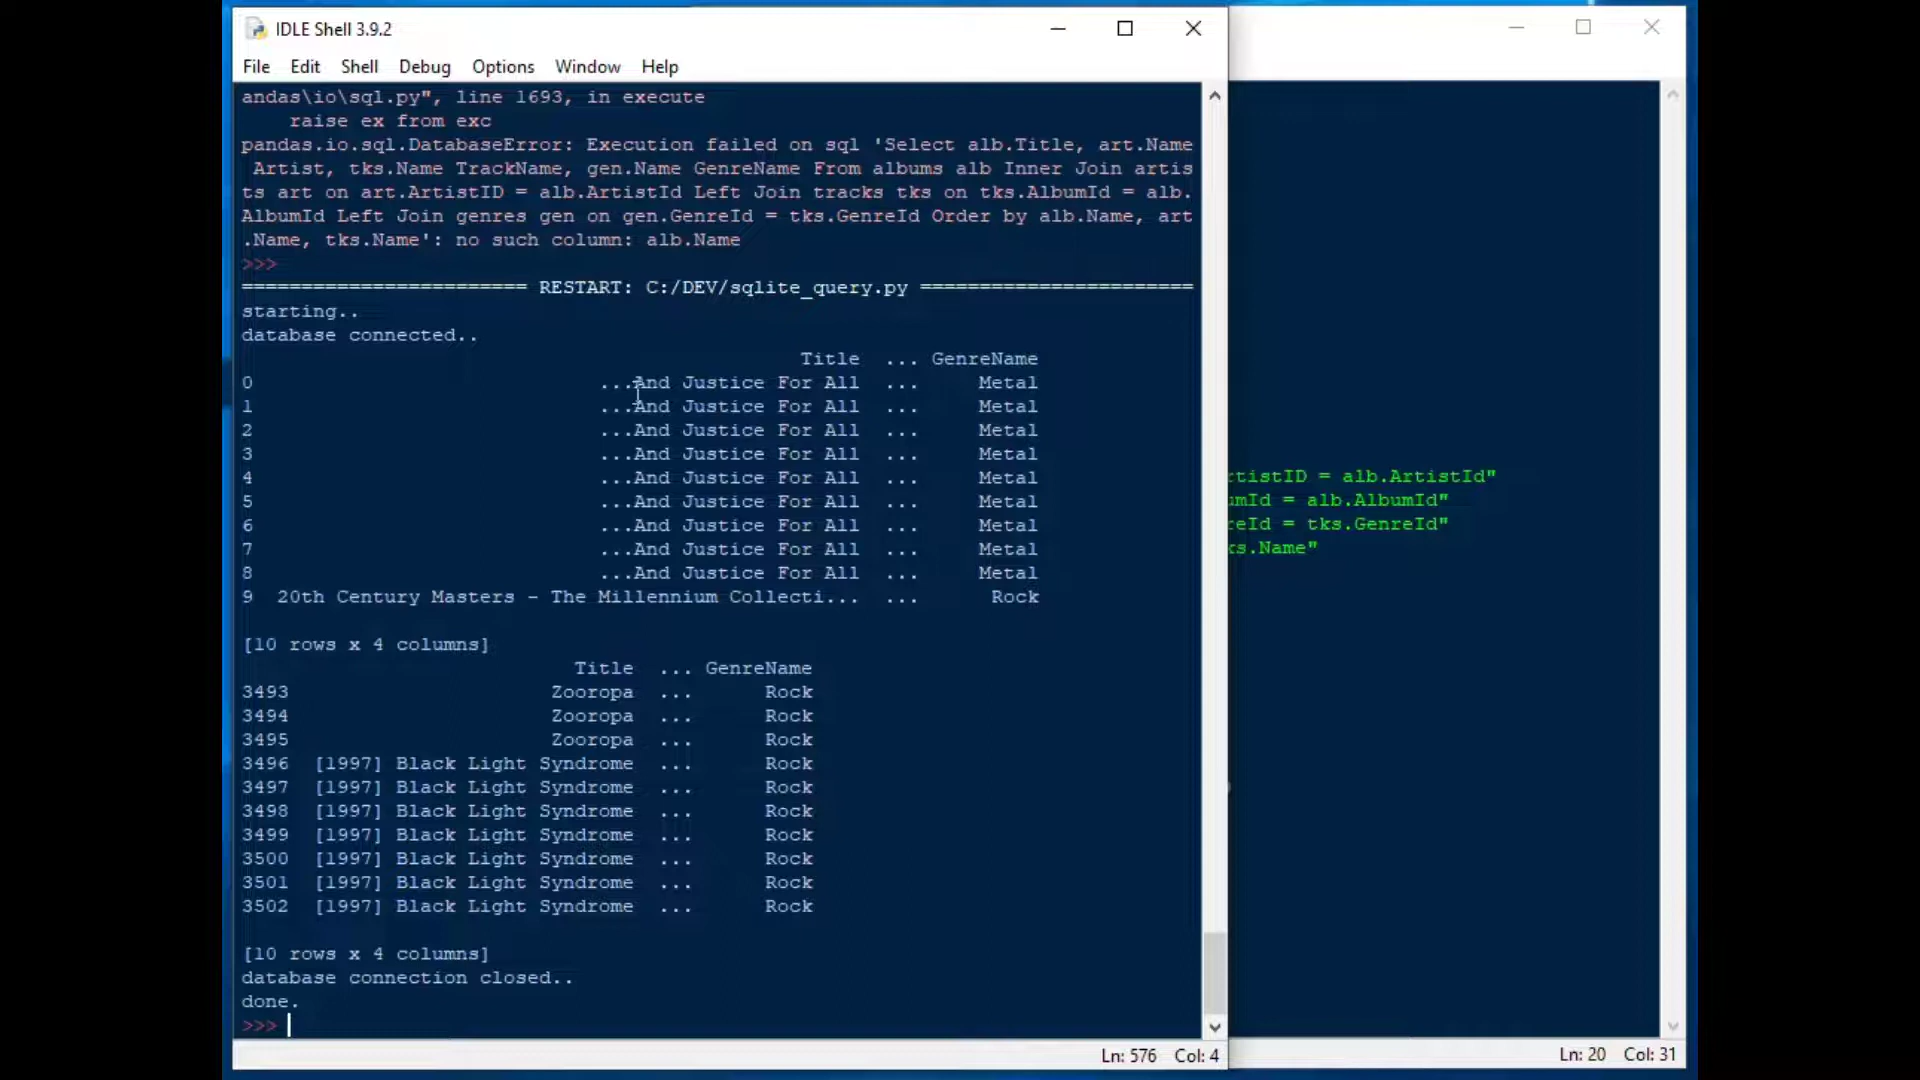 IDLE Shell 3.9.2
File Edit Shell Debug Options Window Help
andas\io\sql.py", line 1693, in execute
raise ex from exc
pandas.io.sql.DatabaseError: Execution failed on sql 'Select alb.Title, art.Name
Artist, tks.Name TrackName, gen.Name GenreName From albums alb Inner Join artis
ts art on art.ArtistID = alb.ArtistId Left Join tracks tks on tks.AlbumId = alb.
AlbumId Left Join genres gen on gen.GenreId = tks.GenreId Order by alb.Name, art
.Name, tks.Name': no such column: alb.Name
>>>
======================== RESTART: C:/DEV/sqlite_query.py =======================
starting..
database connected..
Title ... GenreName
0 ...And Justice For All ... Metal
1 ...And Justice For All ... Metal
2 ...And Justice For All ... Metal
3 ...And Justice For All ... Metal
4 ...And Justice For All ... Metal
5 ...And Justice For All ... Metal
6 ...And Justice For All ... Metal
7 ...And Justice For All ... Metal
8 ...And Justice For All ... Metal
9 20th Century Masters - The Millennium Collecti... ... Rock
[10 rows x 4 columns]
Title ... GenreName
3493 Zooropa ... Rock
3494 Zooropa ... Rock
3495 Zooropa ... Rock
3496 [1997] Black Light Syndrome ... Rock
3497 [1997] Black Light Syndrome ... Rock
3498 [1997] Black Light Syndrome ... Rock
3499 [1997] Black Light Syndrome ... Rock
3500 [1997] Black Light Syndrome ... Rock
3501 [1997] Black Light Syndrome ... Rock
3502 [1997] Black Light Syndrome ... Rock
[10 rows x 4 columns]
database connection closed..
done.
>>>
Ln: 576 Col: 4
rtistID = alb.ArtistId"
umId = alb.AlbumId"
reId = tks.GenreId"
ks.Name"
Ln: 20 Col: 31